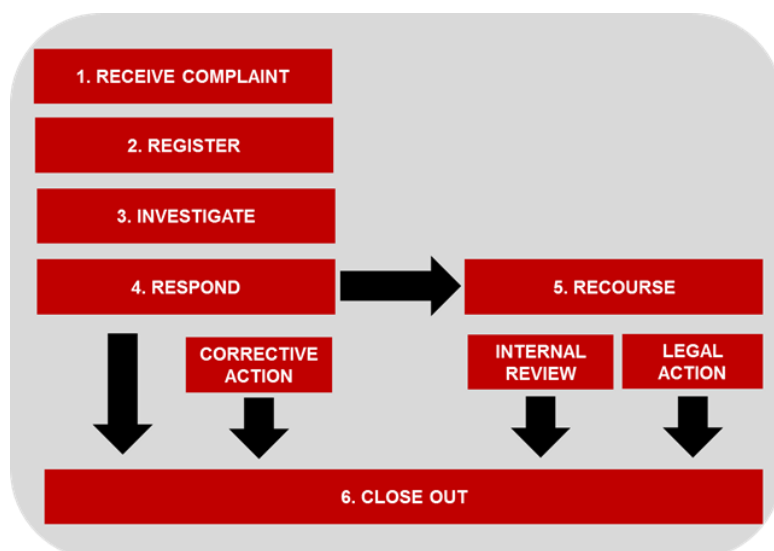 1. RECEIVE COMPLAINT
2. REGISTER
3. INVESTIGATE
4. RESPOND
5. RECOURSE
CORRECTIVE
ACTION
INTERNAL
REVIEW
LEGAL
ACTION
6. CLOSE OUT